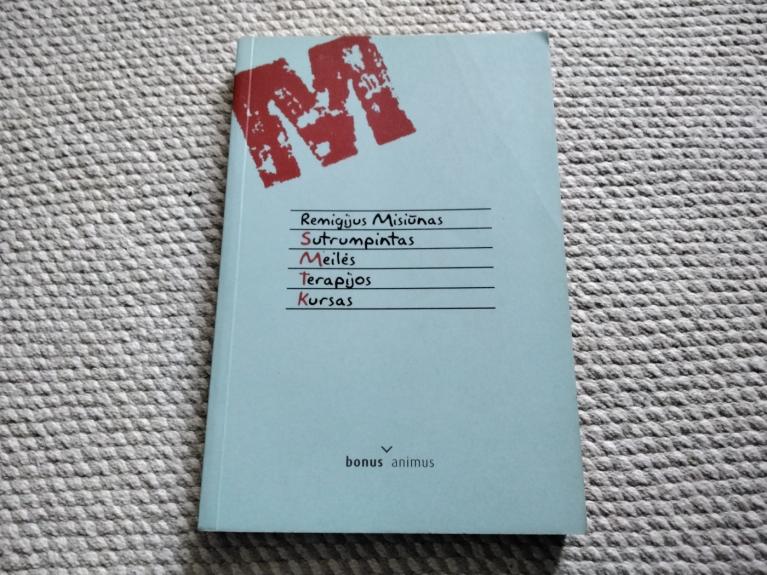 M
Remigijus Misiūnas
Sutrumpintas
Meilės
Terapijos
Kursas
bonus animus